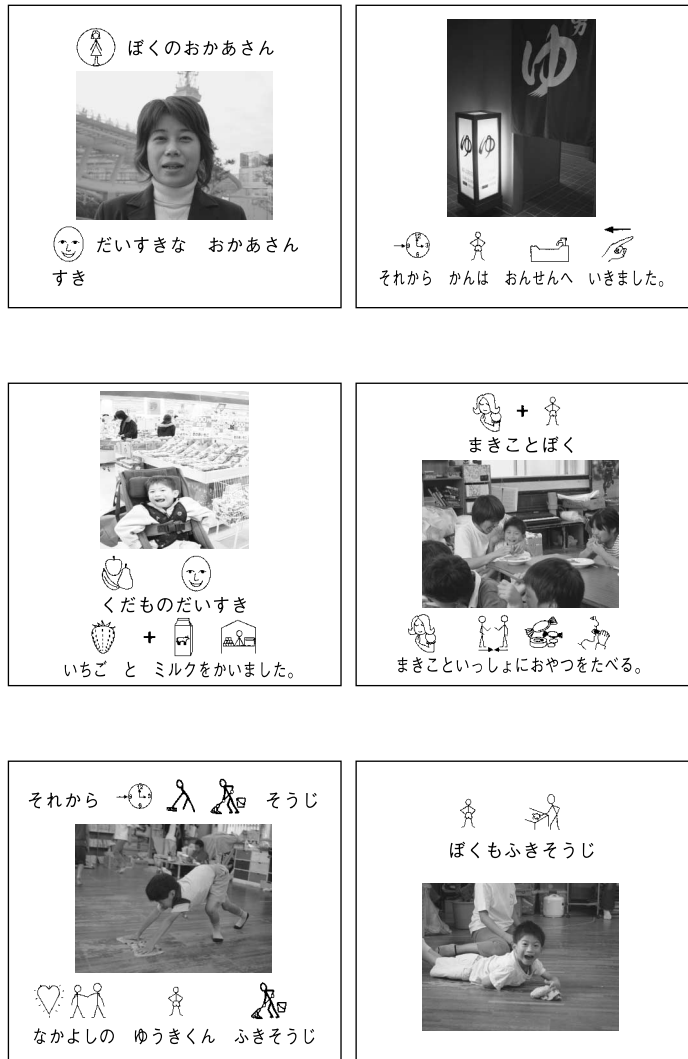 ぼくのおかあさん
だいすきな　おかあさん
すき
男
ゆ
ゆ ゆ
それから　かんは　おんせんへ　いきました。
くだものだいすき
いちご　と　ミルクをかいました。
+
まきことぼく
まきこといっしょにおやつをたべる。
それから　そうじ
なかよしの　ゆうきくん　ふきそうじ
ぼくもふきそうじ